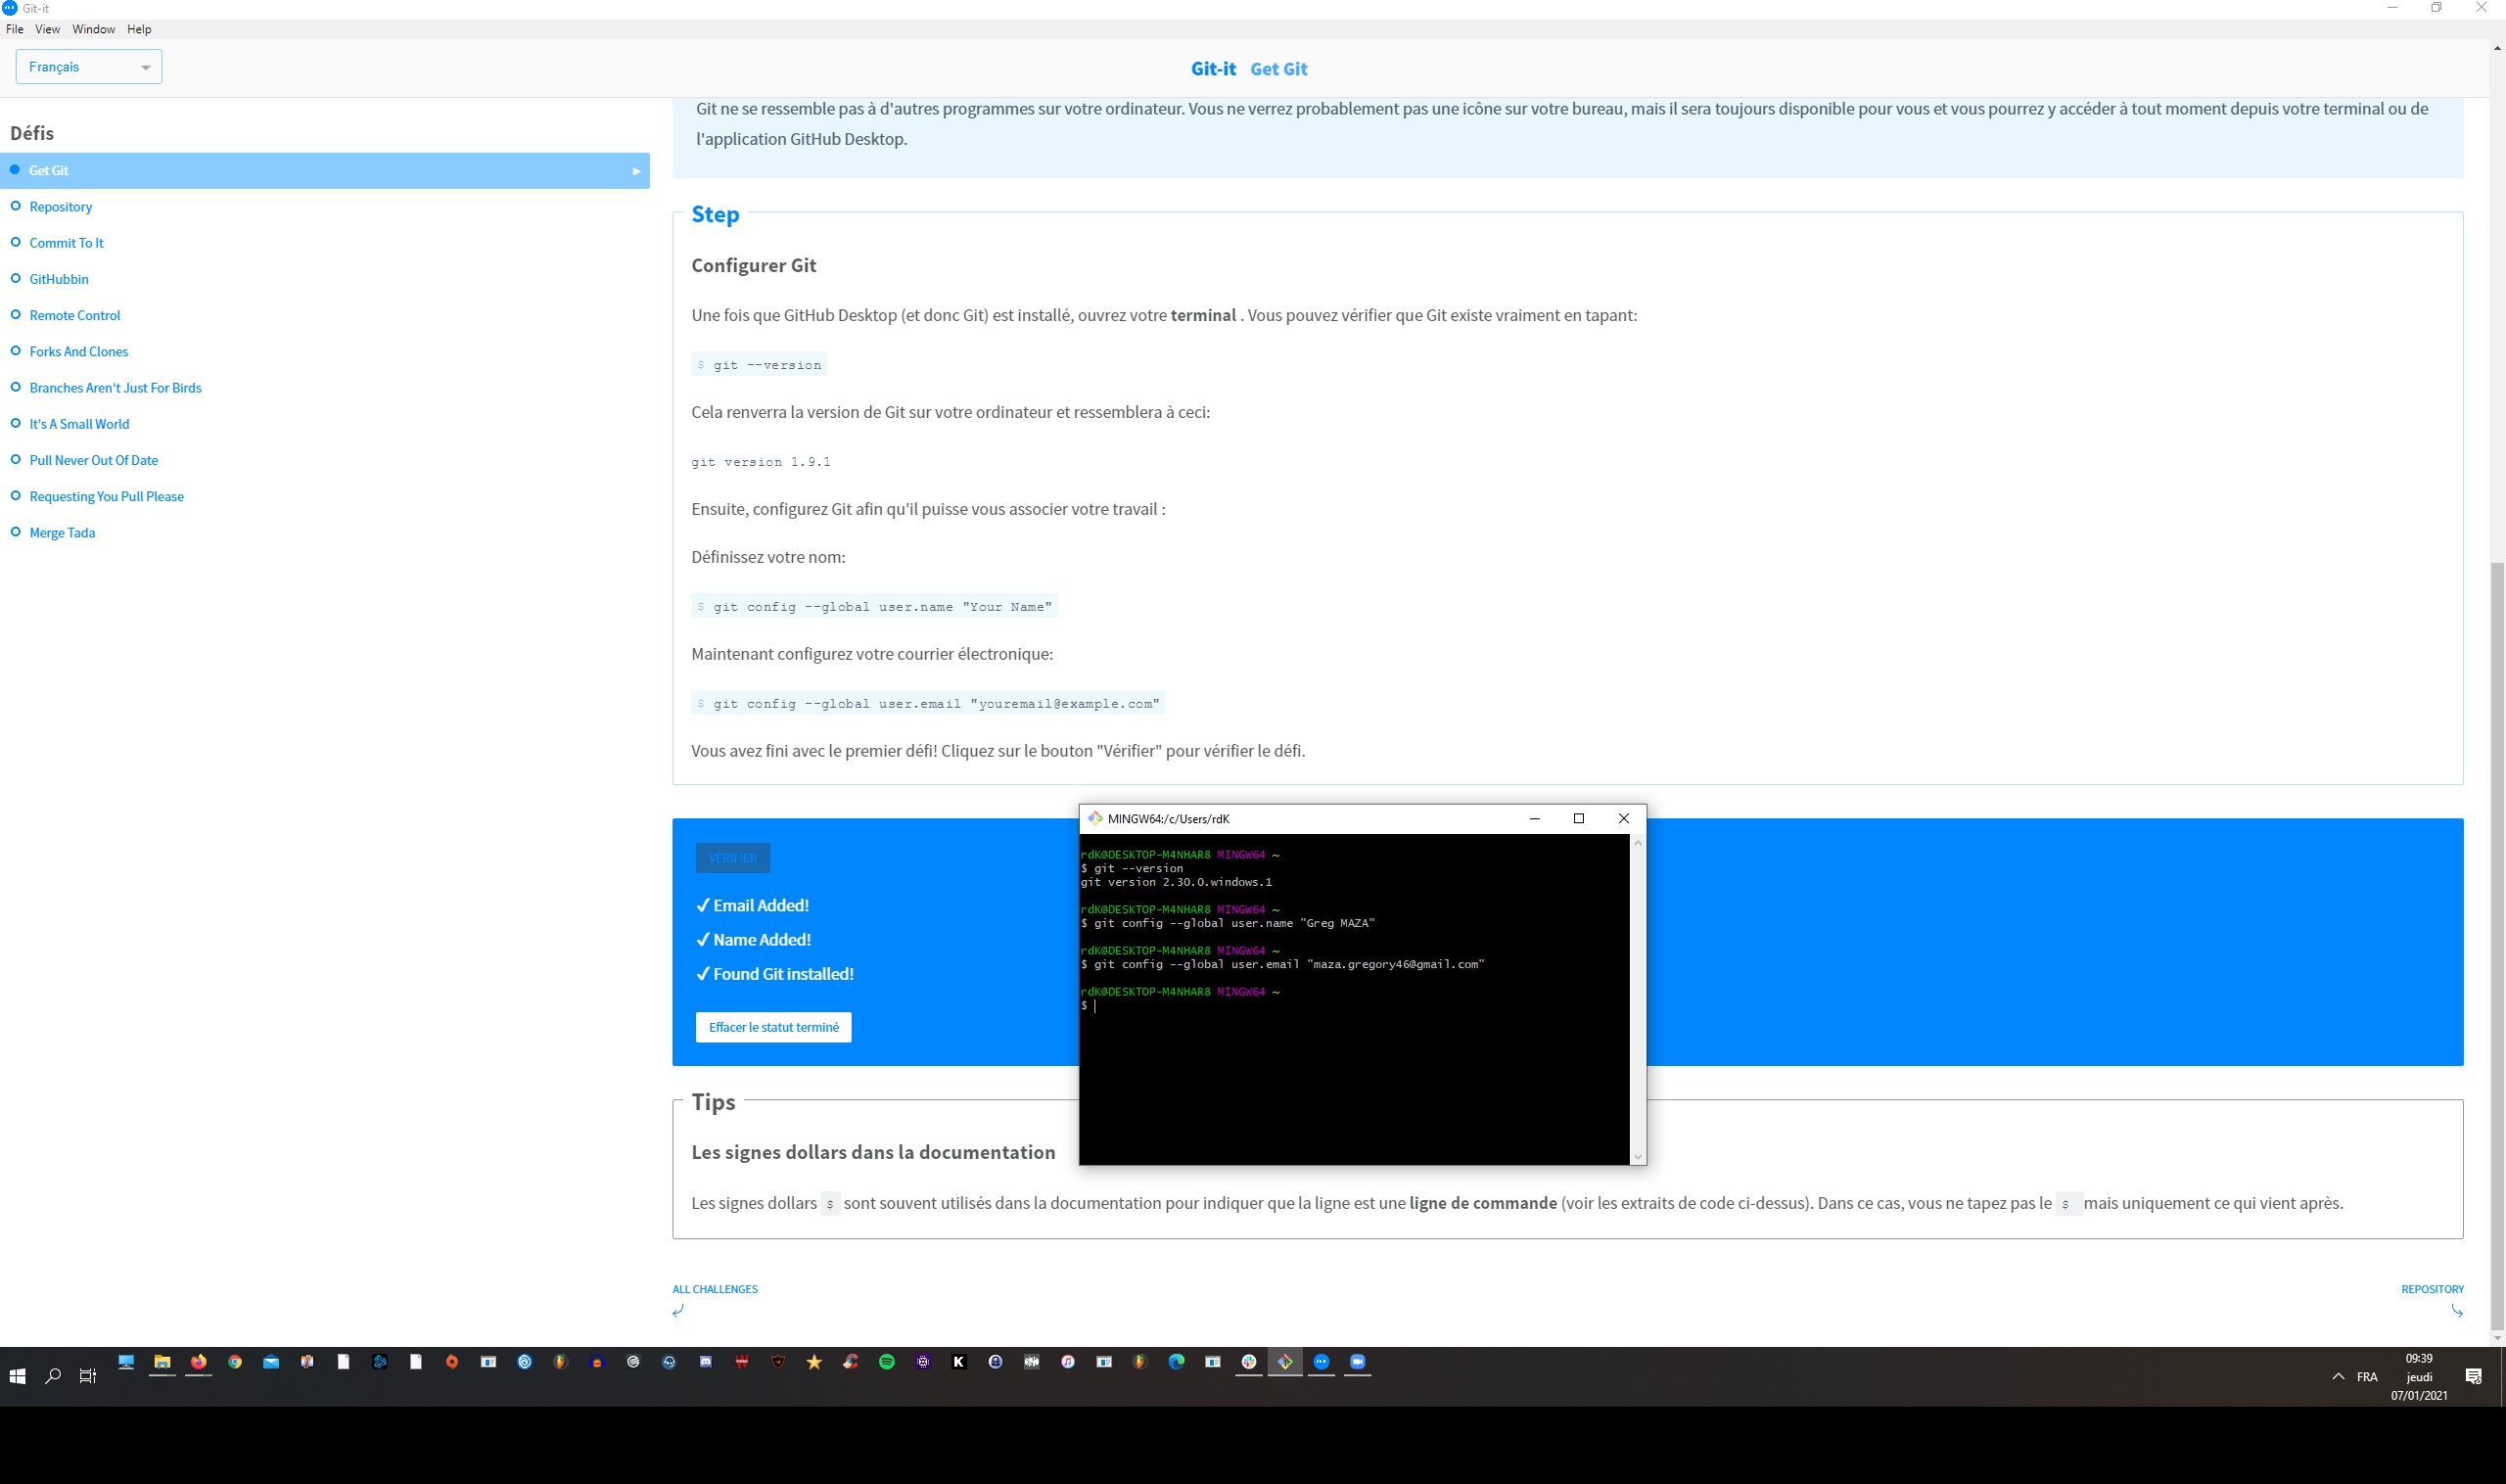 Git-it
File View Window Help
Français
Git-it Get Git
Défis
Get Git
Repository
Commit To It
GitHubbin
Remote Control
Forks And Clones
Branches Aren't Just For Birds
It's A Small World
Pull Never Out Of Date
Requesting You Pull Please
Merge Tada
Git ne se ressemble pas à d'autres programmes sur votre ordinateur. Vous ne verrez probablement pas une icône sur votre bureau, mais il sera toujours disponible pour vous et vous pourrez y accéder à tout moment depuis votre terminal ou de
l'application GitHub Desktop.
Step
Configurer Git
Une fois que GitHub Desktop (et donc Git) est installé, ouvrez votre terminal . Vous pouvez vérifier que Git existe vraiment en tapant:
$ git --version
Cela renverra la version de Git sur votre ordinateur et ressemblera à ceci:
git version 1.9.1
Ensuite, configurez Git afin qu'il puisse vous associer votre travail :
Définissez votre nom:
$ git config --global user.name "Your Name"
Maintenant configurez votre courrier électronique:
$ git config --global user.email "youremail@example.com"
Vous avez fini avec le premier défi! Cliquez sur le bouton "Vérifier" pour vérifier le défi.
VÉRIFIER
✓ Email Added!
✓ Name Added!
✓ Found Git installed!
Effacer le statut terminé
MINGW64:/c/Users/rdK
rdK@DESKTOP-M4NHAR8 MINGW64 ~
$ git --version
git version 2.30.0.windows.1
rdK@DESKTOP-M4NHAR8 MINGW64 ~
$ git config --global user.name "Greg MAZA"
rdK@DESKTOP-M4NHAR8 MINGW64 ~
$ git config --global user.email "maza.gregory46@gmail.com"
rdK@DESKTOP-M4NHAR8 MINGW64 ~
$
Tips
Les signes dollars dans la documentation
Les signes dollars $ sont souvent utilisés dans la documentation pour indiquer que la ligne est une ligne de commande (voir les extraits de code ci-dessus). Dans ce cas, vous ne tapez pas le $ mais uniquement ce qui vient après.
ALL CHALLENGES
REPOSITORY
K
FRA
09:39
jeudi
07/01/2021